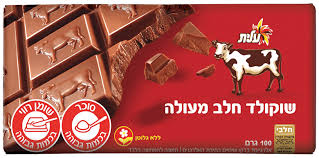 עלית
שוקולד חלב מעולה
סוכר
בכמות גבוהה
שומן רווי
בכמות גבוהה
ללא גלוטן
100 גרם
חלבי